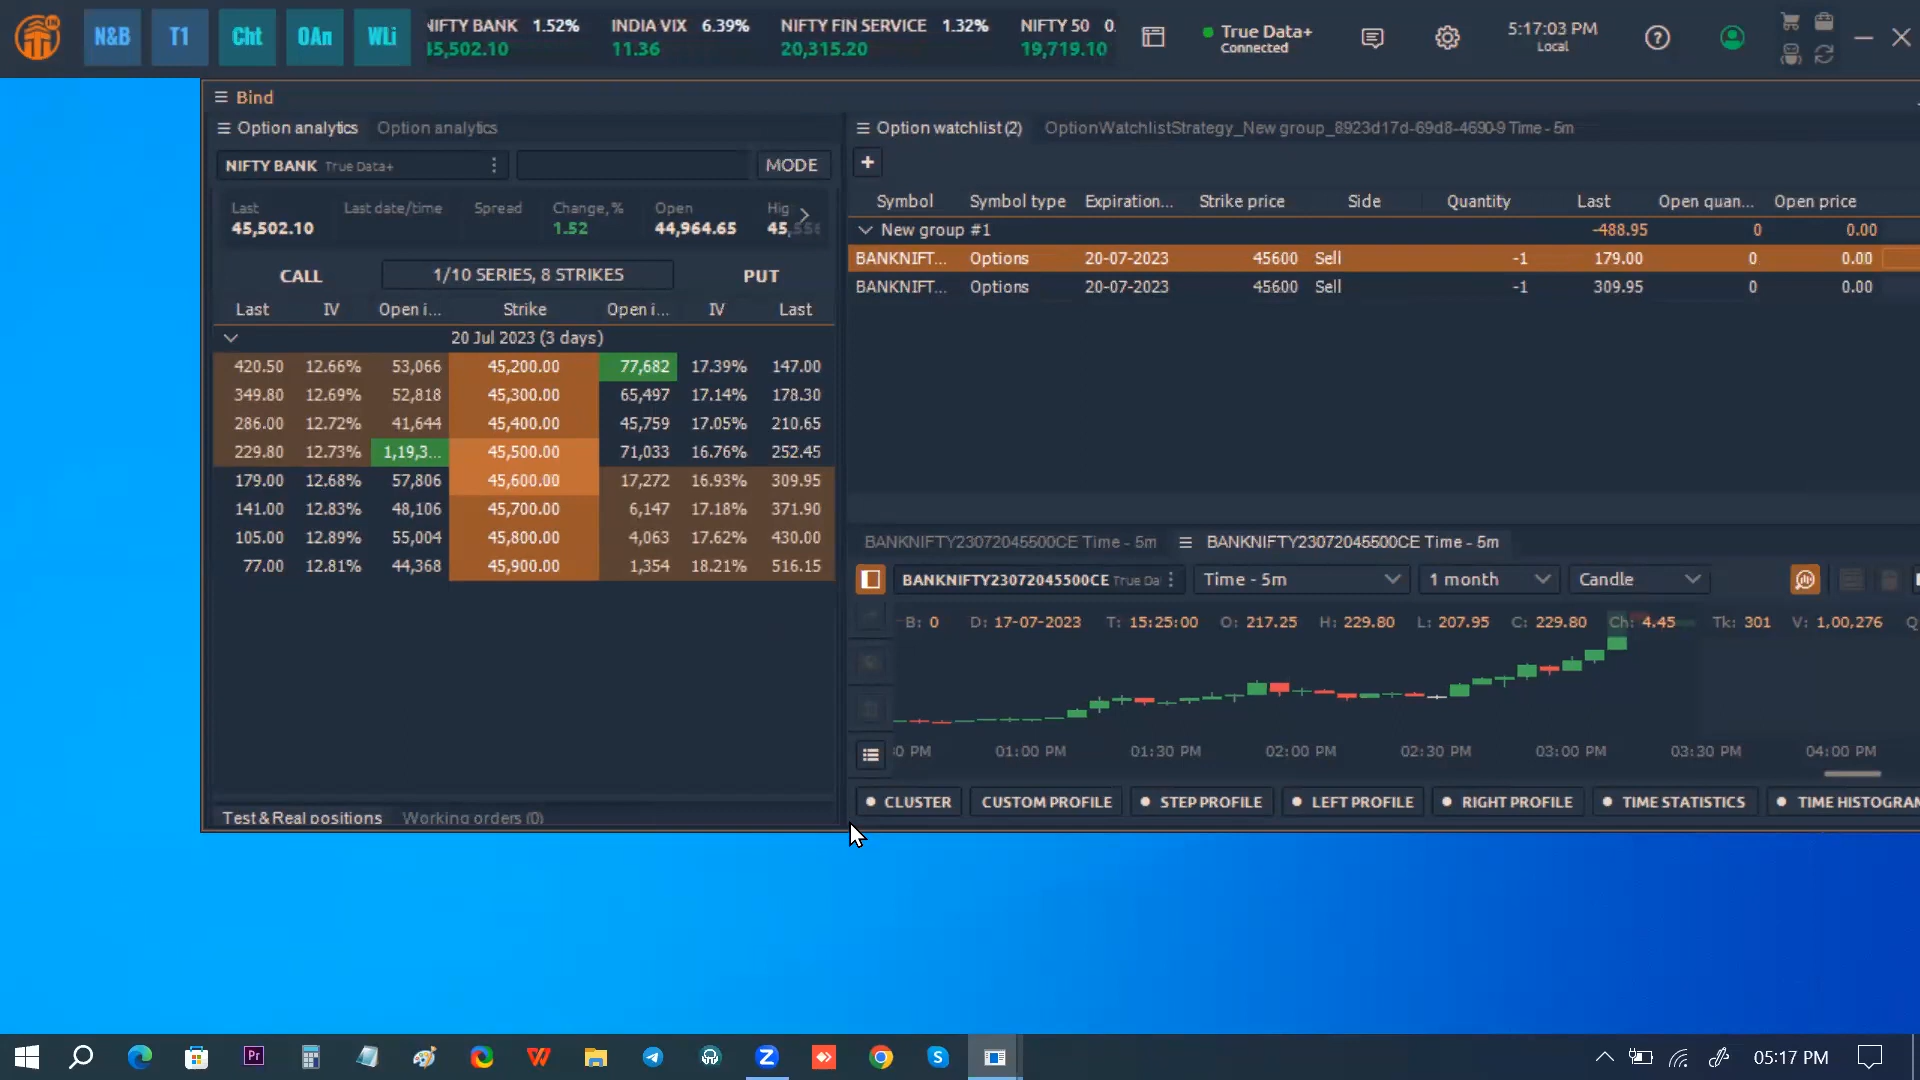 N&B T1 Cht OAn WLi
NIFTY BANK 1.52% INDIA VIX 6.39% NIFTY FIN SERVICE 1.32% NIFTY 50 0.
45,502.10 11.36 20,315.20 19,719.10
True Data+
Connected
5:17:03 PM
Local
Bind
Option analytics Option analytics
NIFTY BANK True Data+ MODE
Last Last date/time Spread Change, % Open Hig
45,502.10 1.52 44,964.65
CALL 1/10 SERIES, 8 STRIKES PUT
Last IV Open i... Strike Open i... IV Last
20 Jul 2023 (3 days)
420.50 12.66% 53,066 45,200.00 77,682 17.39% 147.00
349.80 12.69% 52,818 45,300.00 65,497 17.14% 178.30
286.00 12.72% 41,644 45,400.00 45,759 17.05% 210.65
229.80 12.73% 1,19,3... 45,500.00 71,033 16.76% 252.45
179.00 12.68% 57,806 45,600.00 17,272 16.93% 309.95
141.00 12.83% 48,106 45,700.00 6,147 17.18% 371.90
105.00 12.89% 55,004 45,800.00 4,063 17.62% 430.00
77.00 12.81% 44,368 45,900.00 1,354 18.21% 516.15
Test & Real positions Working orders (0)
Option watchlist (2) OptionWatchlistStrategy_New group_8923d17d-69d8-4690-9 Time - 5m
+
Symbol Symbol type Expiration... Strike price Side Quantity Last Open quan... Open price
New group #1 -488.95 0 0.00
BANKNIFT... Options 20-07-2023 45600 Sell -1 179.00 0 0.00
BANKNIFT... Options 20-07-2023 45600 Sell -1 309.95 0 0.00
BANKNIFTY23072045500CE Time - 5m BANKNIFTY23072045500CE Time - 5m
BANKNIFTY23072045500CE True Da Time - 5m 1 month Candle
B: 0 D: 17-07-2023 T: 15:25:00 O: 217.25 H: 229.80 L: 207.95 C: 229.80 Ch: 4.45 Tk: 301 V: 1,00,276 Q
0 PM 01:00 PM 01:30 PM 02:00 PM 02:30 PM 03:00 PM 03:30 PM 04:00 PM
CLUSTER CUSTOM PROFILE STEP PROFILE LEFT PROFILE RIGHT PROFILE TIME STATISTICS TIME HISTOGRAM
05:17 PM